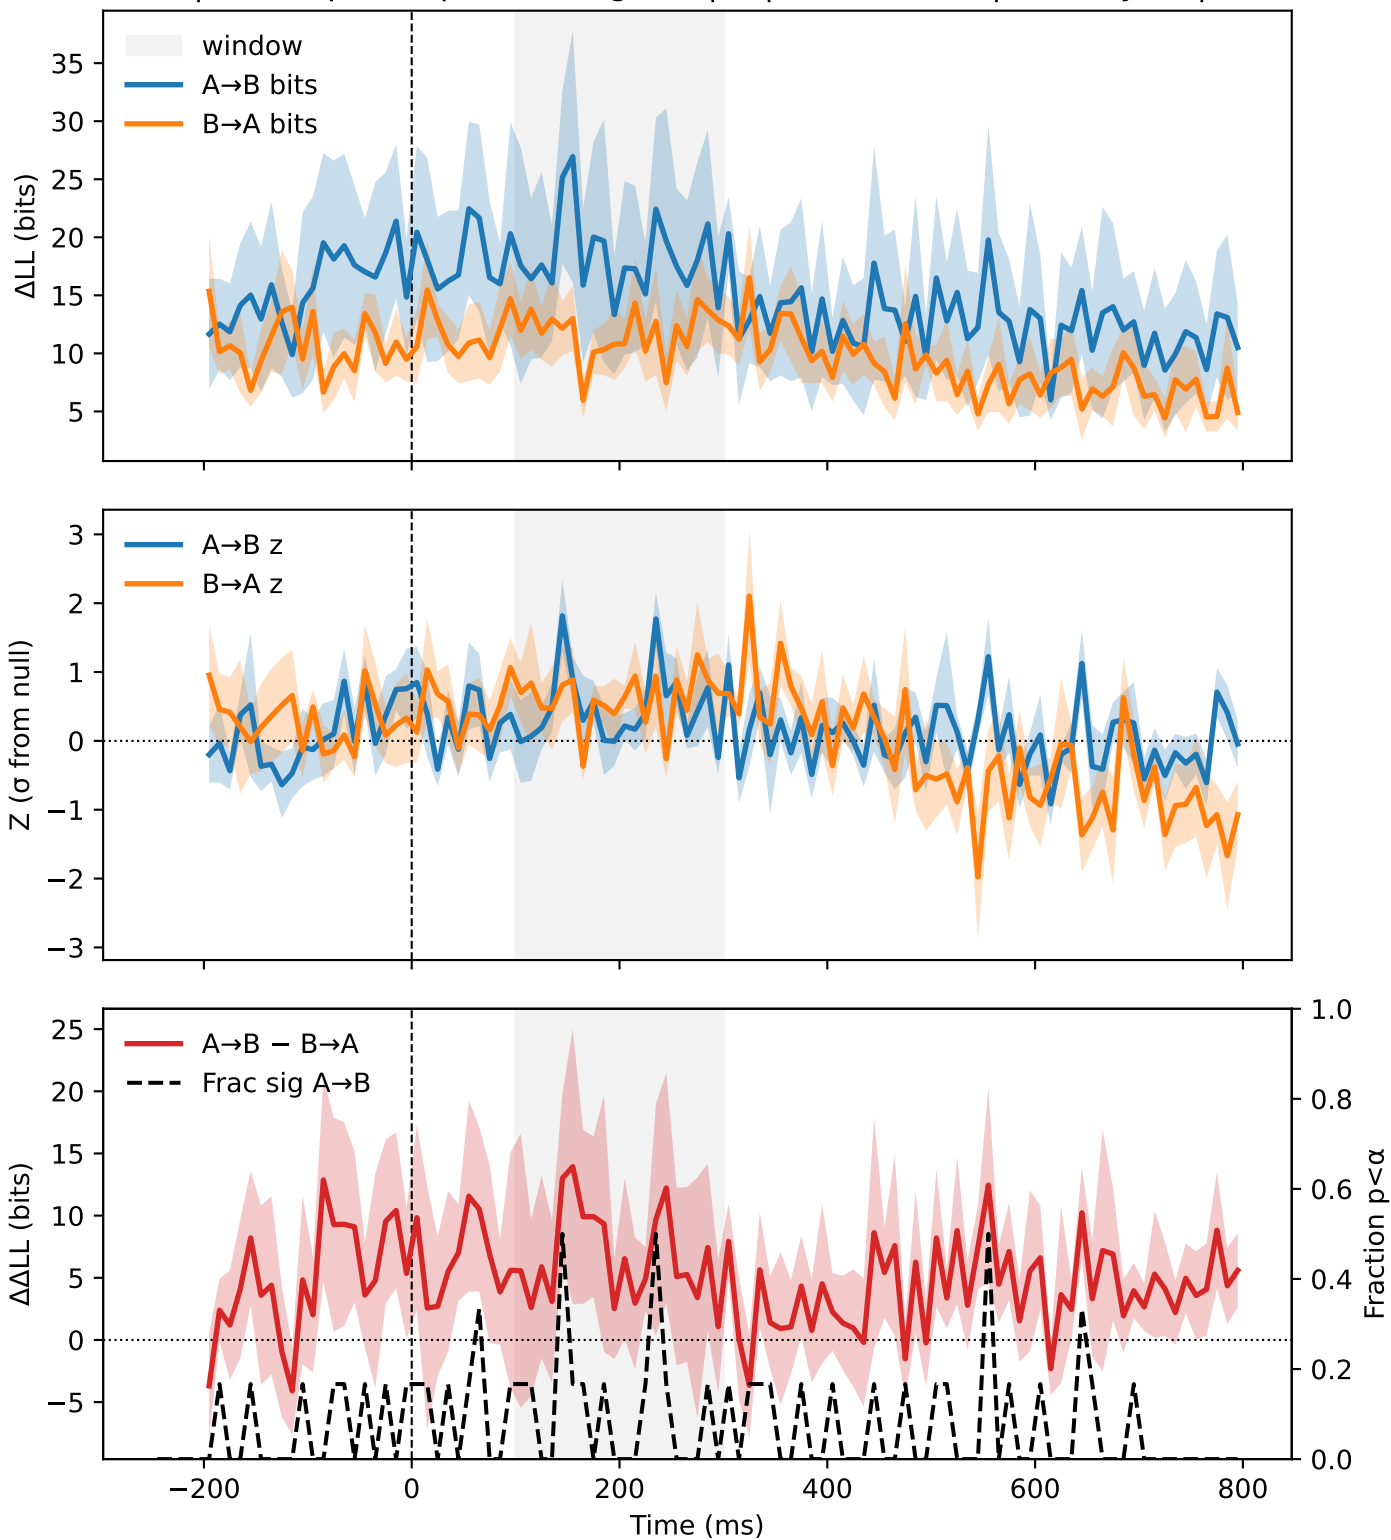 window
A→B bits
B→A bits
ΔLL (bits)
35
30
25
20
15
10
5
A→B z
B→A z
Z (σ from null)
3
2
1
0
−1
−2
−3
A→B − B→A
Frac sig A→B
ΔΔLL (bits)
25
20
15
10
5
0
−5
1.0
0.8
0.6
0.4
0.2
0.0
Fraction p<α
−200
0
200
400
600
800
Time (ms)